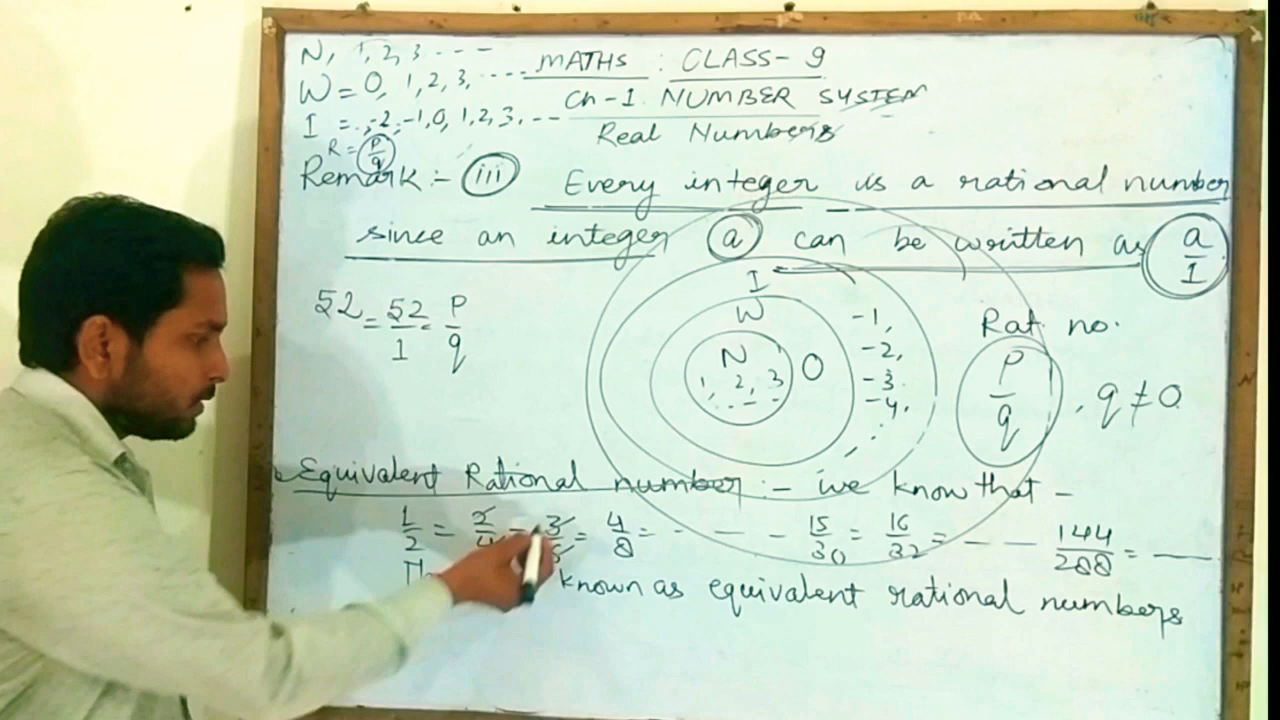 N, 1, 2, 3 - - -
W = 0, 1, 2, 3, - - - -
I = , -2, -1, 0, 1, 2, 3, - - -
R = P/q
MATHS : CLASS - 9
Ch-1. NUMBER SYSTEM
Real Numbers
Remark :- (iii) Every integer is a rational number
since an integer (a) can be written as a/1
52 = 52/1 = P/q
I
W
N
1, 2, 3
- - - -
0
-1,
-2,
-3.
-4,
Rat no.
P/q , q ≠ 0
Equivalent Rational number :- we know that -
1/2 = 2/4 = 3/ = 4/8 = - - - 15/30 = 16/32 = - - 144/288 = -
known as equivalent rational numbers